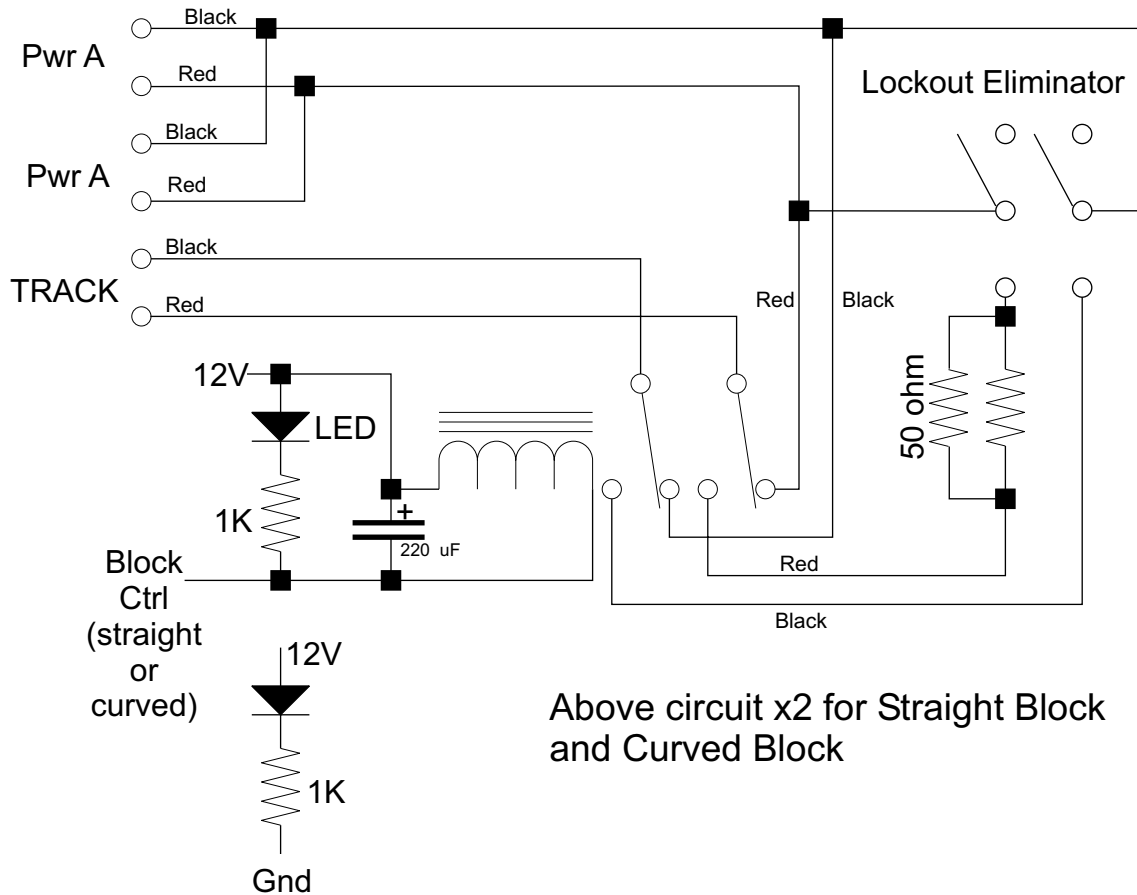 Black
Pwr A
Red
Lockout Eliminator
Black
Pwr A
Red
Black
TRACK
Red
Red
Black
12V
LED
50 ohm
1K
+
220 uF
Block
Ctrl
(straight
or
curved)
Red
Black
12V
Above circuit x2 for Straight Block
and Curved Block
1K
Gnd